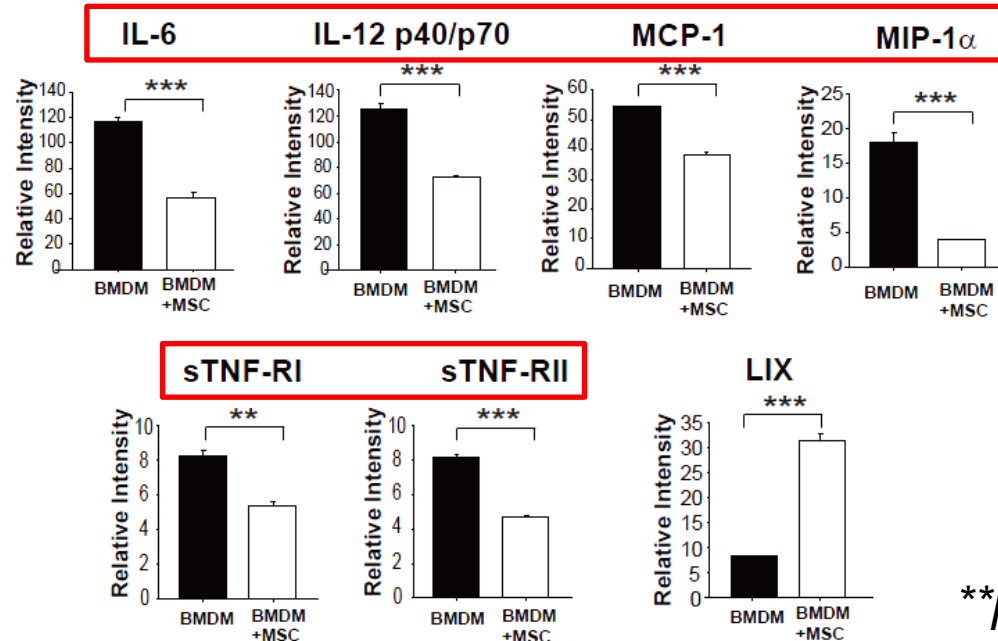 IL-6 IL-12 p40/p70 MCP-1 MIP-1α
Relative Intensity
140
120
100
80
60
40
20
0
***
BMDM BMDM
+MSC
Relative Intensity
140
120
100
80
60
40
20
0
***
BMDM BMDM
+MSC
Relative Intensity
60
50
40
30
20
10
0
***
BMDM BMDM
+MSC
Relative Intensity
25
20
15
10
5
0
***
BMDM BMDM
+MSC
sTNF-RI sTNF-RII LIX
Relative Intensity
10
8
6
4
2
0
**
BMDM BMDM
+MSC
Relative Intensity
10
8
6
4
2
0
***
BMDM BMDM
+MSC
Relative Intensity
35
30
25
20
15
10
5
0
***
BMDM BMDM
+MSC
**/